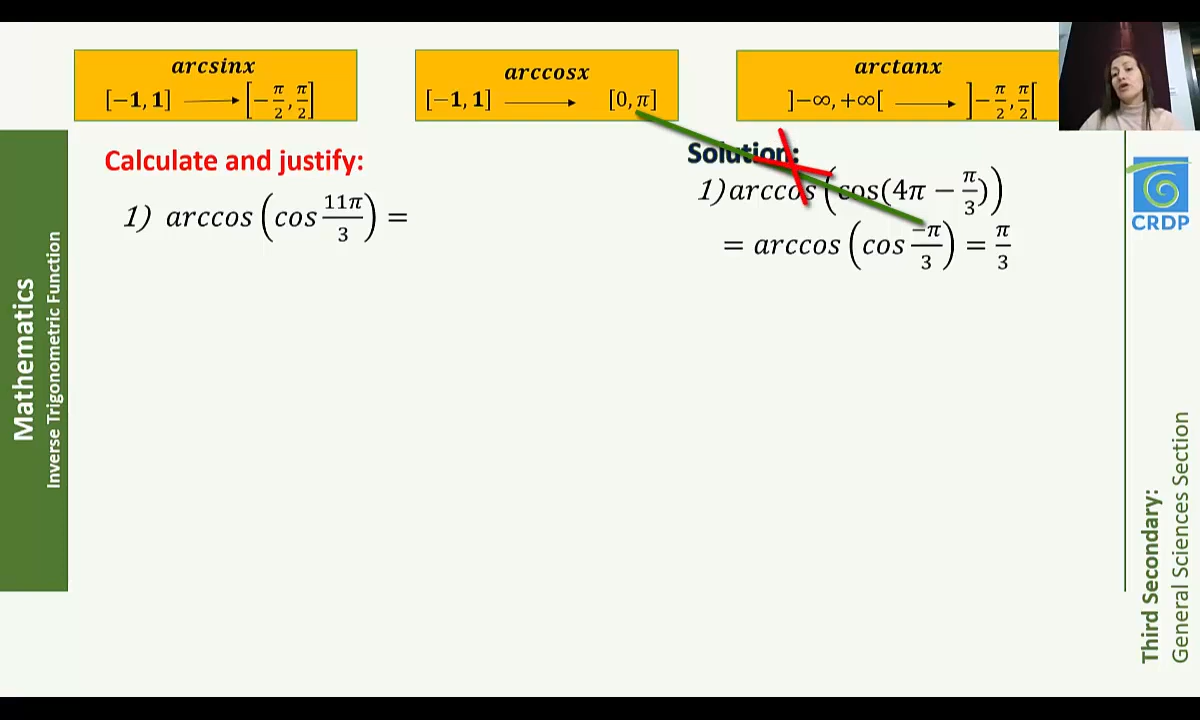 arcsinx
[−1, 1] ⟶ [−π/2, π/2]
arccosx
[−1, 1] ⟶ [0, π]
arctanx
]−∞, +∞[ ⟶ ]−π/2, π/2[
Calculate and justify:
1) arccos(cos 11π/3) =
Solution:
1) arccos(cos(4π − π/3))
= arccos(cos −π/3) = π/3
Mathematics
Inverse Trigonometric Function
CRDP
Third Secondary:
General Sciences Section